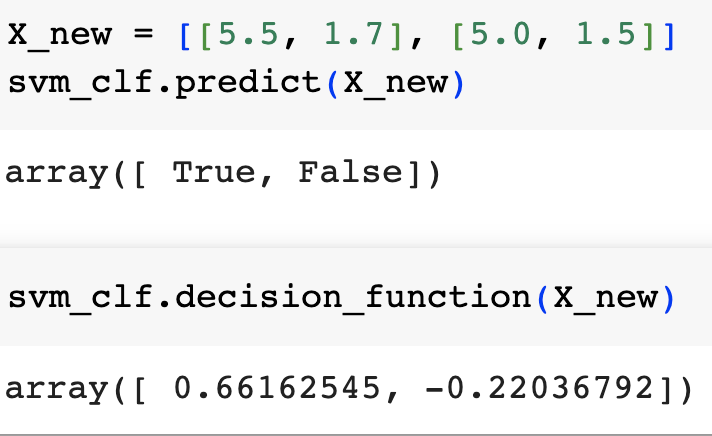 X_new = [[5.5, 1.7], [5.0, 1.5]]
svm_clf.predict(X_new)
array([ True, False])
svm_clf.decision_function(X_new)
array([ 0.66162545, -0.22036792])